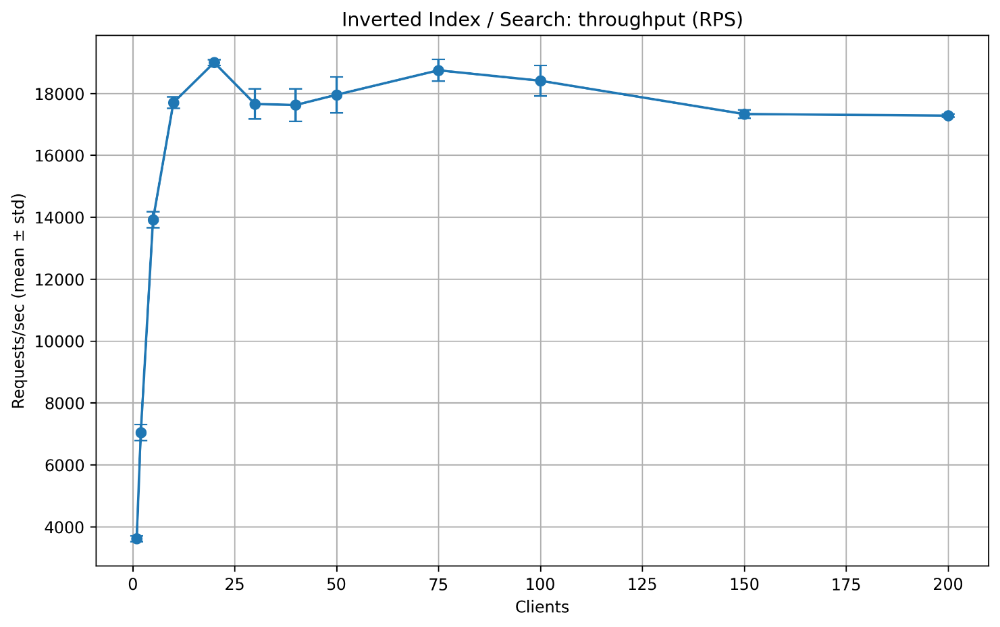 Inverted Index / Search: throughput (RPS)
Requests/sec (mean ± std)
18000
16000
14000
12000
10000
8000
6000
4000
0 25 50 75 100 125 150 175 200
Clients